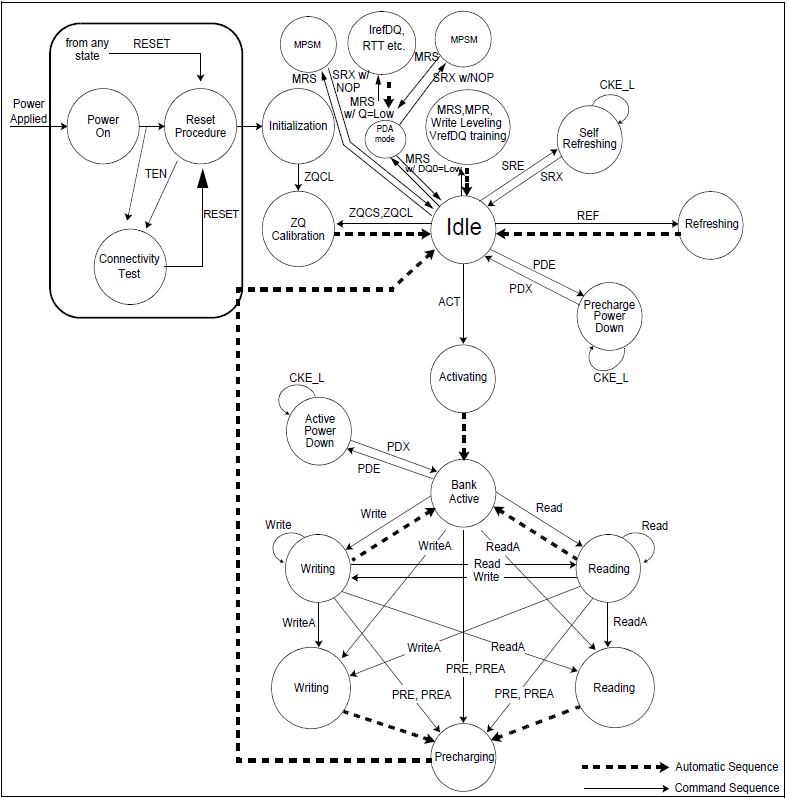 from any
state
RESET
Power
Applied
Power
On
Reset
Procedure
TEN
RESET
Connectivity
Test
Initialization
ZQCL
ZQ
Calibration
MPSM
IrefDQ,
RTT etc.
MPSM
MRS
SRX w/
NOP
MRS
w/ Q=Low
MRS
SRX w/NOP
PDA
mode
MRS
w/ DQ0=Low
MRS,MPR,
Write Leveling
VrefDQ training
CKE_L
Self
Refreshing
SRE
SRX
ZQCS,ZQCL
Idle
REF
Refreshing
PDE
PDX
Precharge
Power
Down
CKE_L
ACT
Activating
CKE_L
Active
Power
Down
PDX
PDE
Bank
Active
Write
Read
Write
WriteA
ReadA
Read
Writing
Read
Write
Reading
WriteA
ReadA
WriteA
ReadA
PRE, PREA
Writing
PRE, PREA
PRE, PREA
Reading
Precharging
Automatic Sequence
Command Sequence